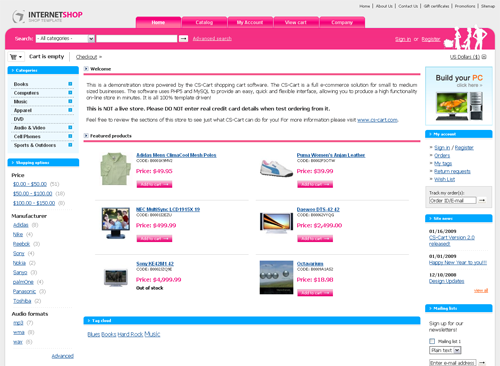 Home | About Us | Contact Us | Gift certificates | Promotions | Sitemap
INTERNETSHOP
SHOP TEMPLATE
Home Catalog My Account View cart Company
Search: - All categories - Advanced search Sign in or Register
Cart is empty Checkout » US Dollars ($)
Categories
Books
Computers
Music
Apparel
DVD
Audio & Video
Cell Phones
Sports & Outdoors
Shopping options
Price
$0.00 - $50.00 (51)
$50.00 - $100.00 (16)
$100.00 - $150.00 (8)
Manufacturer
Adidas (8)
Nike (4)
Reebok (3)
Sony (4)
Nokia (2)
Sanyo (3)
palmOne (4)
Panasonic (3)
Toshiba (2)
Audio formats
mp3 (7)
wma (8)
wav (6)
Advanced
Welcome
This is a demonstration store powered by the CS-Cart shopping cart software. The CS-Cart is a full e-commerce solution for small to medium
sized businesses. The software uses PHP5 and MySQL to provide an easy, quick and flexible interface, allowing you to produce a high functionality
on-line store in minutes. It is all 100% template driven!
This is NOT a live store. Please DO NOT enter real credit card details when test ordering from it.
Feel free to review the sections of this store to see just what CS-Cart can do for you! For more information please visit www.cs-cart.com.
Featured products
Adidas Mens ClimaCool Mesh Polos
Price: $49.95
Add to cart
Puma Women's Anjan Leather
Price: $39.99
Add to cart
NEC MultiSync LCD1915X 19
Price: $499.99
Add to cart
Daewoo DTS-42 42
Price: $2,499.00
Add to cart
Sony KE42M1 42
Price: $4,999.99
Out of stock
Octavarium
Price: $18.98
Add to cart
Tag cloud
Blues Books Hard Rock Music
Build your PC
CLICK HERE
My account
Sign in / Register
Orders
My tags
Return requests
Wish List
Track my order(s):
Order ID/E-mail
Site news
01/16/2009
CS-Cart Version 2.0
released!
01/01/2009
Happy New Year to you!!!
12/10/2008
Design Updates
view all
Mailing lists
Sign up for our
newsletters!
Mailing list 1
Plain text
Enter e-mail address